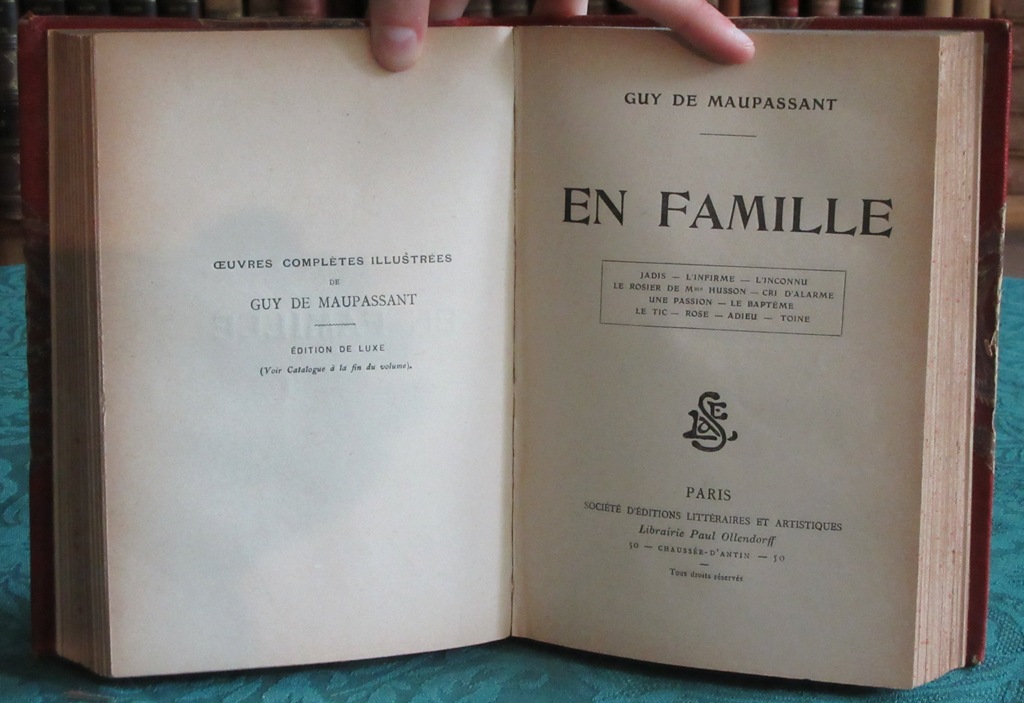 ŒUVRES COMPLÈTES ILLUSTRÉES
DE
GUY DE MAUPASSANT
ÉDITION DE LUXE
(Voir Catalogue à la fin du volume).
GUY DE MAUPASSANT
EN FAMILLE
JADIS — L'INFIRME — L'INCONNU
LE ROSIER DE Mme HUSSON — CRI D'ALARME
UNE PASSION — LE BAPTÊME
LE TIC — ROSE — ADIEU — TOINE
PARIS
SOCIÉTÉ D'ÉDITIONS LITTÉRAIRES ET ARTISTIQUES
Librairie Paul Ollendorff
50 — CHAUSSÉE-D'ANTIN — 50
Tous droits réservés